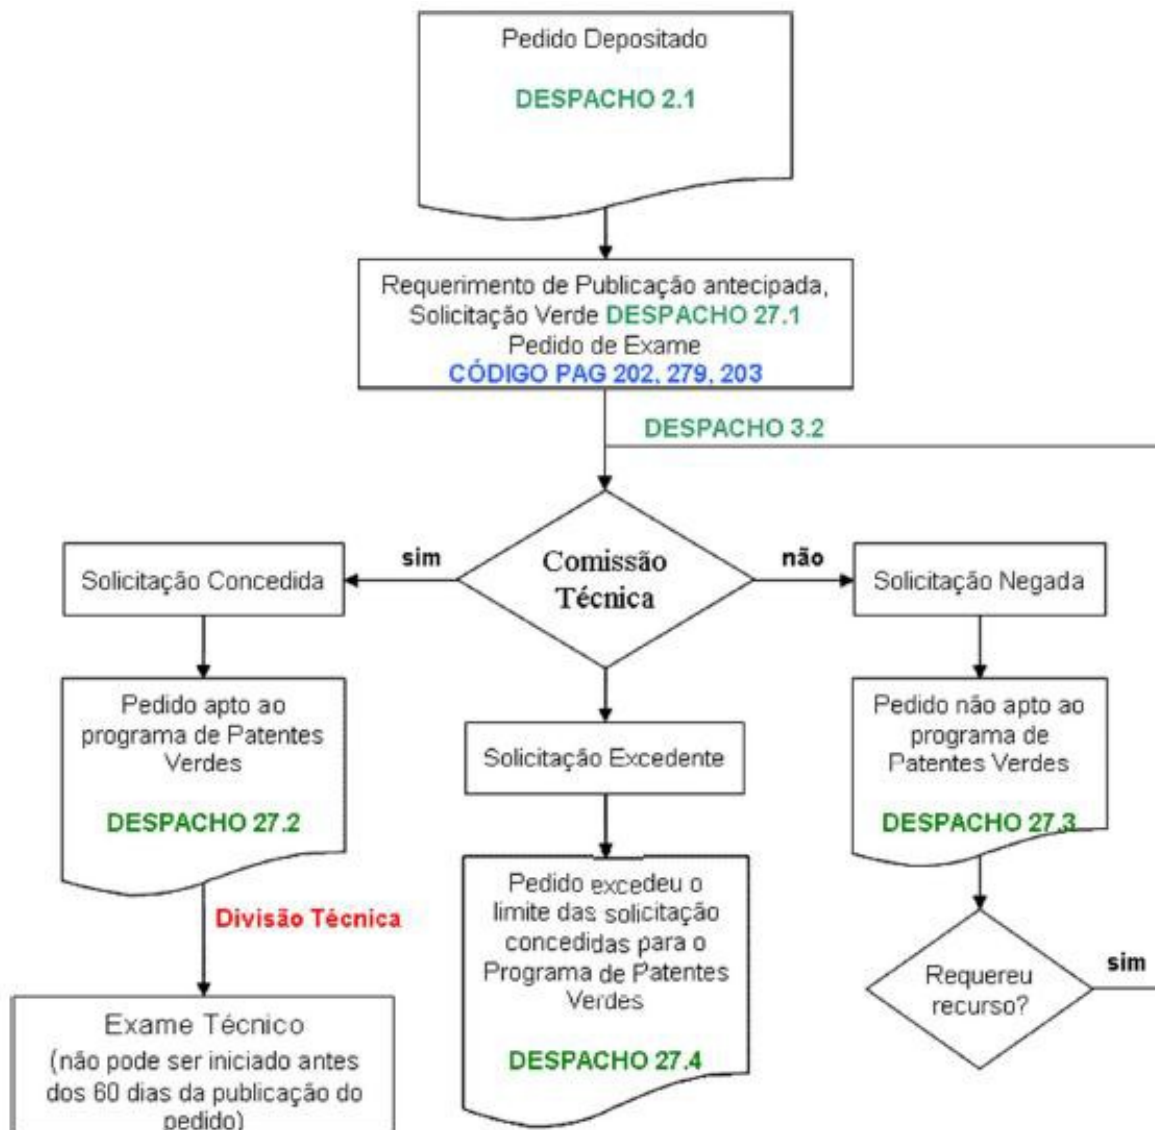 Pedido Depositado
DESPACHO 2.1
Requerimento de Publicação antecipada,
Solicitação Verde DESPACHO 27.1
Pedido de Exame
CÓDIGO PAG 202, 279, 203
DESPACHO 3.2
Comissão
Técnica
sim
não
Solicitação Concedida
Pedido apto ao
programa de Patentes
Verdes
DESPACHO 27.2
Divisão Técnica
Exame Técnico
(não pode ser iniciado antes
dos 60 dias da publicação do
pedido)
Solicitação Excedente
Pedido excedeu o
limite das solicitação
concedidas para o
Programa de Patentes
Verdes
DESPACHO 27.4
Solicitação Negada
Pedido não apto ao
programa de
Patentes Verdes
DESPACHO 27.3
Requereu
recurso?
sim